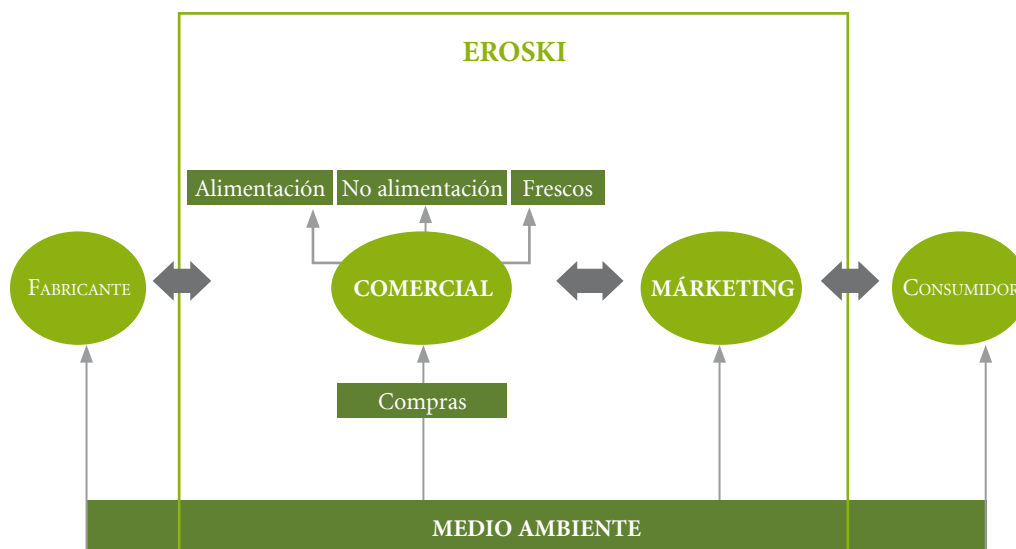 EROSKI
Alimentación
No alimentación
Frescos
FABRICANTE
COMERCIAL
MÁRKETING
CONSUMIDOR
Compras
MEDIO AMBIENTE